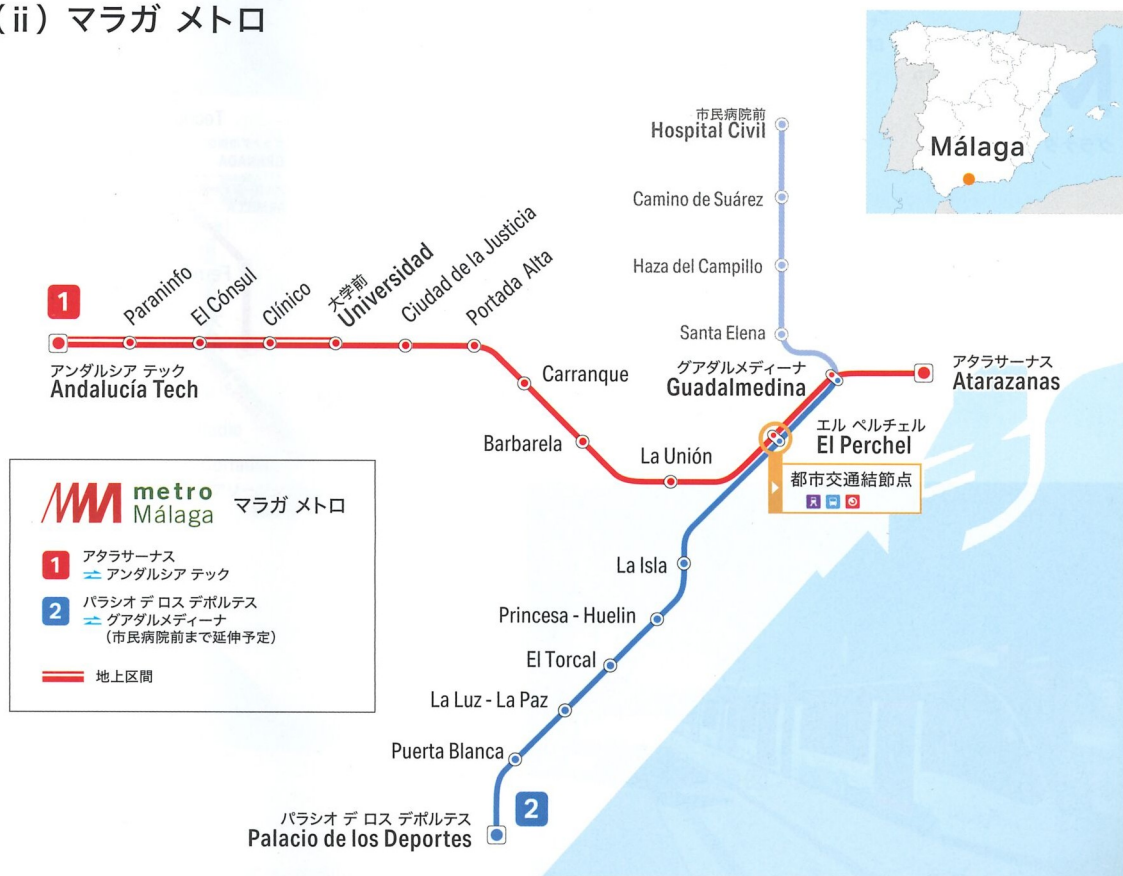 (ii) マラガ メトロ
Málaga
市民病院前
Hospital Civil
Camino de Suárez
Haza del Campillo
Santa Elena
グアダルメディーナ
Guadalmedina
アタラサーナス
Atarazanas
エル ペルチェル
El Perchel
都市交通結節点
1
アンダルシア テック
Andalucía Tech
Paraninfo
El Cónsul
Clínico
大学前
Universidad
Ciudad de la Justicia
Portada Alta
Carranque
Barbarela
La Unión
La Isla
Princesa - Huelin
El Torcal
La Luz - La Paz
Puerta Blanca
2
パラシオ デ ロス デポルテス
Palacio de los Deportes
metro
Málaga
マラガ メトロ
1 アタラサーナス
⇌ アンダルシア テック
2 パラシオ デ ロス デポルテス
⇌ グアダルメディーナ
(市民病院前まで延伸予定)
地上区間